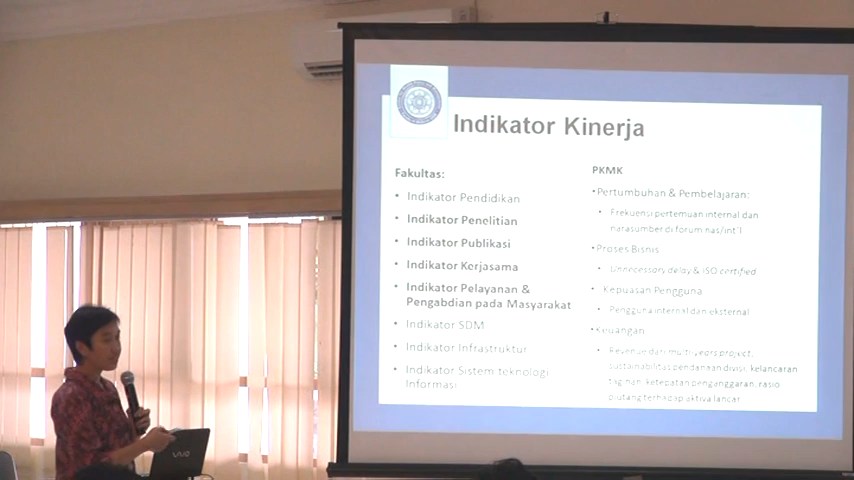 Indikator Kinerja
Fakultas:
• Indikator Pendidikan
• Indikator Penelitian
• Indikator Publikasi
• Indikator Kerjasama
• Indikator Pelayanan &
Pengabdian pada Masyarakat
• Indikator SDM
• Indikator Infrastruktur
• Indikator Sistem teknologi
Informasi
PKMK
•Pertumbuhan & Pembelajaran:
• Frekuensi pertemuan internal dan
narasumber di forum nas/int'l
•Proses Bisnis
• Unnecessary delay & ISO certified
• Kepuasan Pengguna
• Pengguna internal dan eksternal
•Keuangan
• Revenue dari multi years project,
sustainabilitas pendanaan divisi, kelancaran
tagihan, ketepatan penganggaran, rasio
piutang terhadap aktiva lancar
VAIO